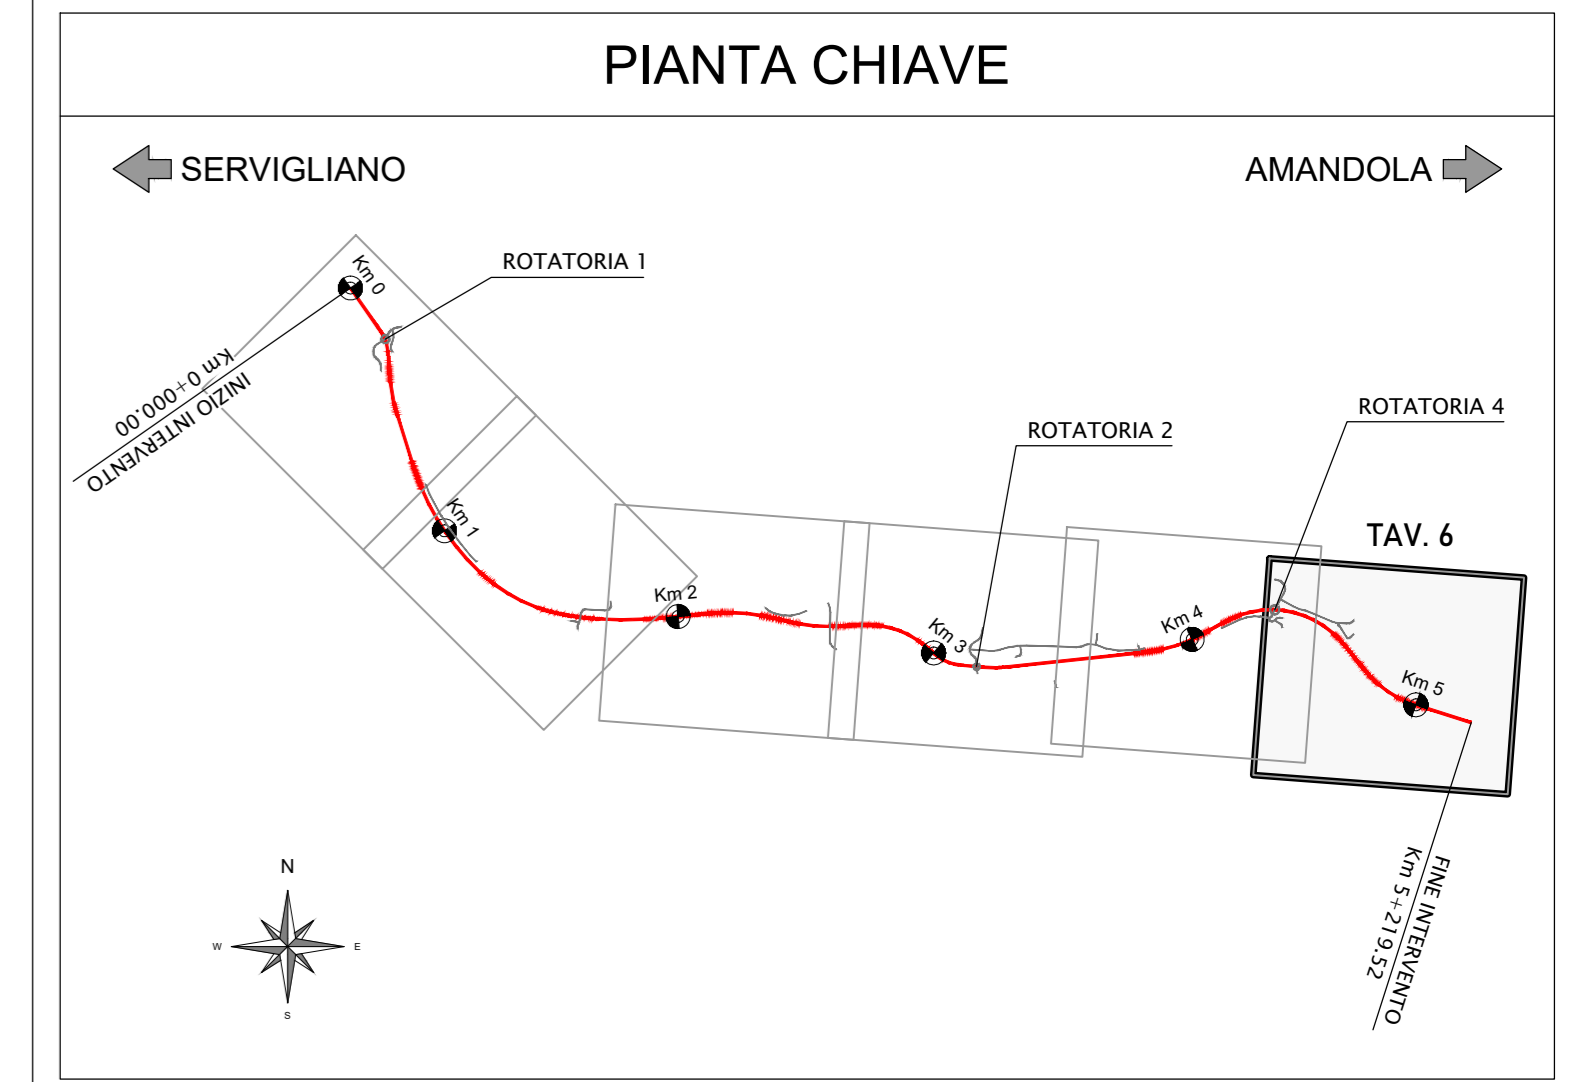 PIANTA CHIAVE
SERVIGLIANO
AMANDOLA
ROTATORIA 1
Km 0
Km 0+000.00
INIZIO INTERVENTO
ROTATORIA 4
ROTATORIA 2
Km 1
TAV. 6
Km 2
Km 3
Km 4
Km 5
FINE INTERVENTO
Km 5+219.52
N
W
E
S